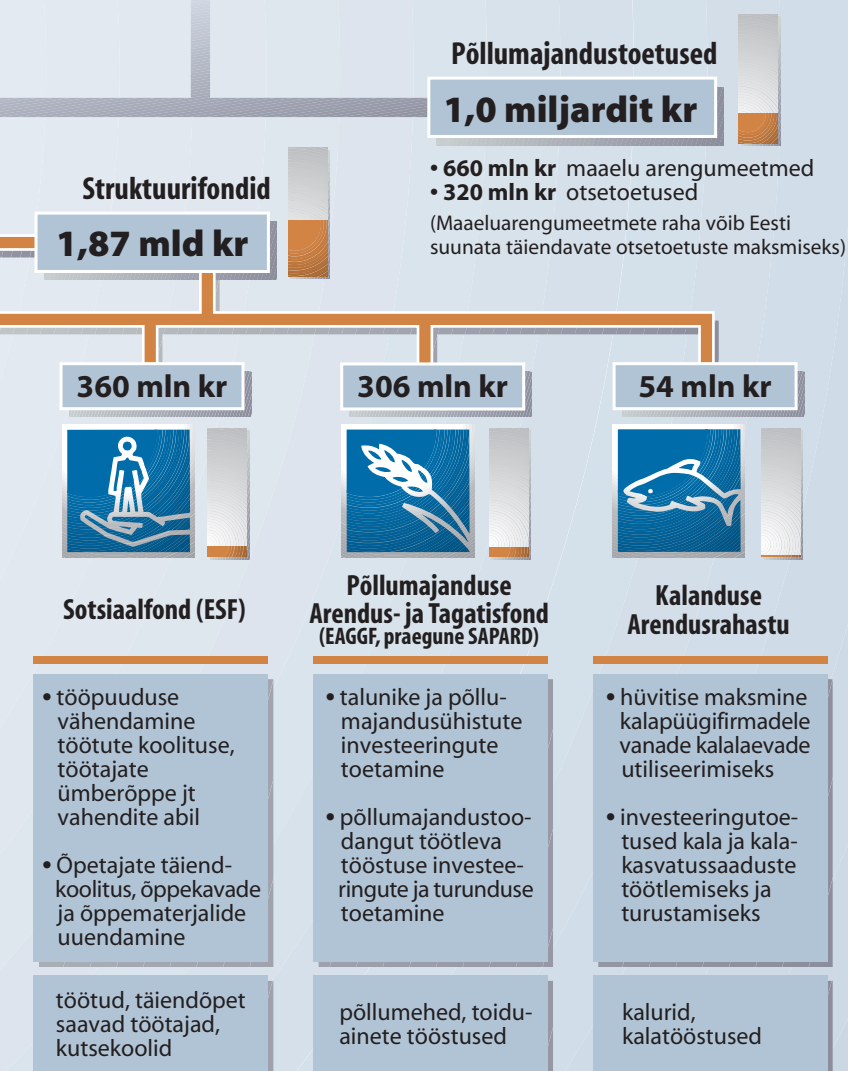 Põllumajandustoetused
1,0 miljardit kr
• 660 mln kr maaelu arengumeetmed
• 320 mln kr otsetoetused
(Maaeluarengumeetmete raha võib Eesti
suunata täiendavate otsetoetuste maksmiseks)
Struktuurifondid
1,87 mld kr
360 mln kr
Sotsiaalfond (ESF)
• tööpuuduse
vähendamine
töötute koolituse,
töötajate
ümberõppe jt
vahendite abil
• Õpetajate täiend-
koolitus, õppekavade
ja õppematerjalide
uuendamine
töötud, täiendõpet
saavad töötajad,
kutsekoolid
306 mln kr
Põllumajanduse
Arendus- ja Tagatisfond
(EAGGF, praegune SAPARD)
• talunike ja põllu-
majandusühistute
investeeringute
toetamine
• põllumajandustoo-
dangut töötleva
tööstuse investee-
ringute ja turunduse
toetamine
põllumehed, toidu-
ainete tööstused
54 mln kr
Kalanduse
Arendusrahastu
• hüvitise maksmine
kalapüügifirmadele
vanade kalalaevade
utiliseerimiseks
• investeeringutoe-
tused kala ja kala-
kasvatussaaduste
töötlemiseks ja
turustamiseks
kalurid,
kalatööstused